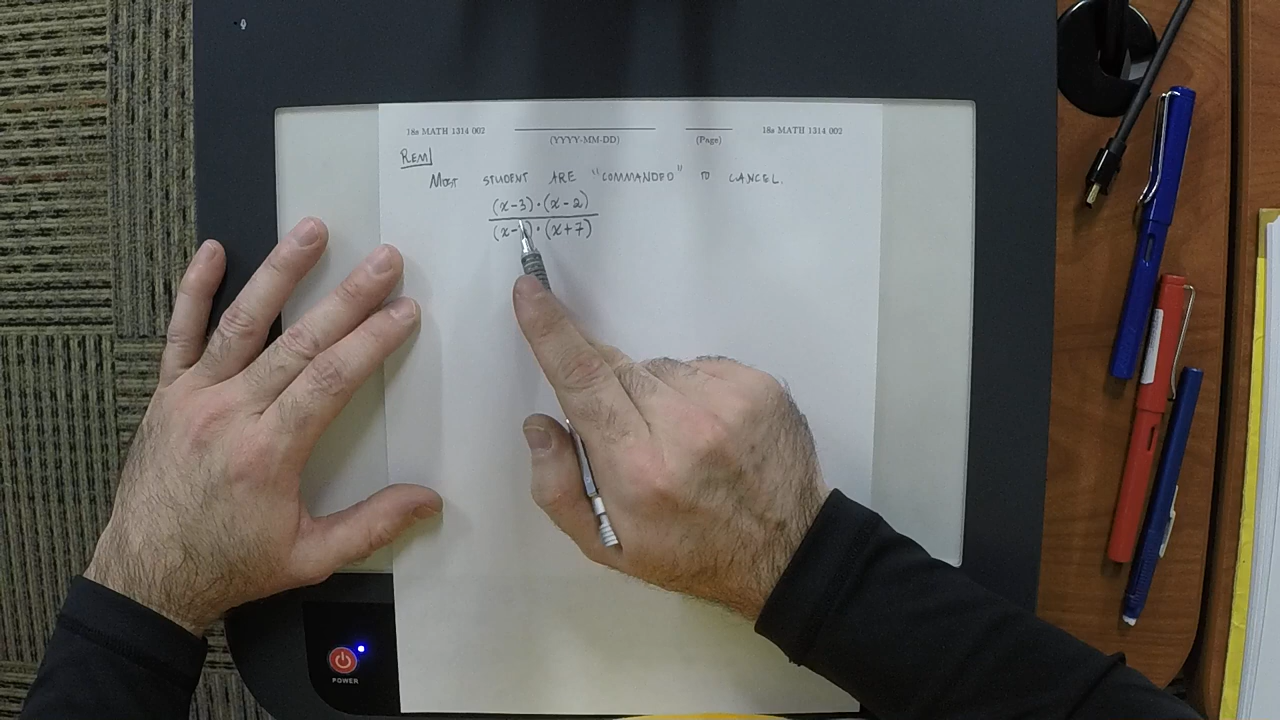 18s MATH 1314 002 (YYYY-MM-DD) (Page) 18s MATH 1314 002
REM
MOST STUDENT ARE "COMMANDED" TO CANCEL.
(x-3)·(x-2)
(x- )·(x+7)
POWER